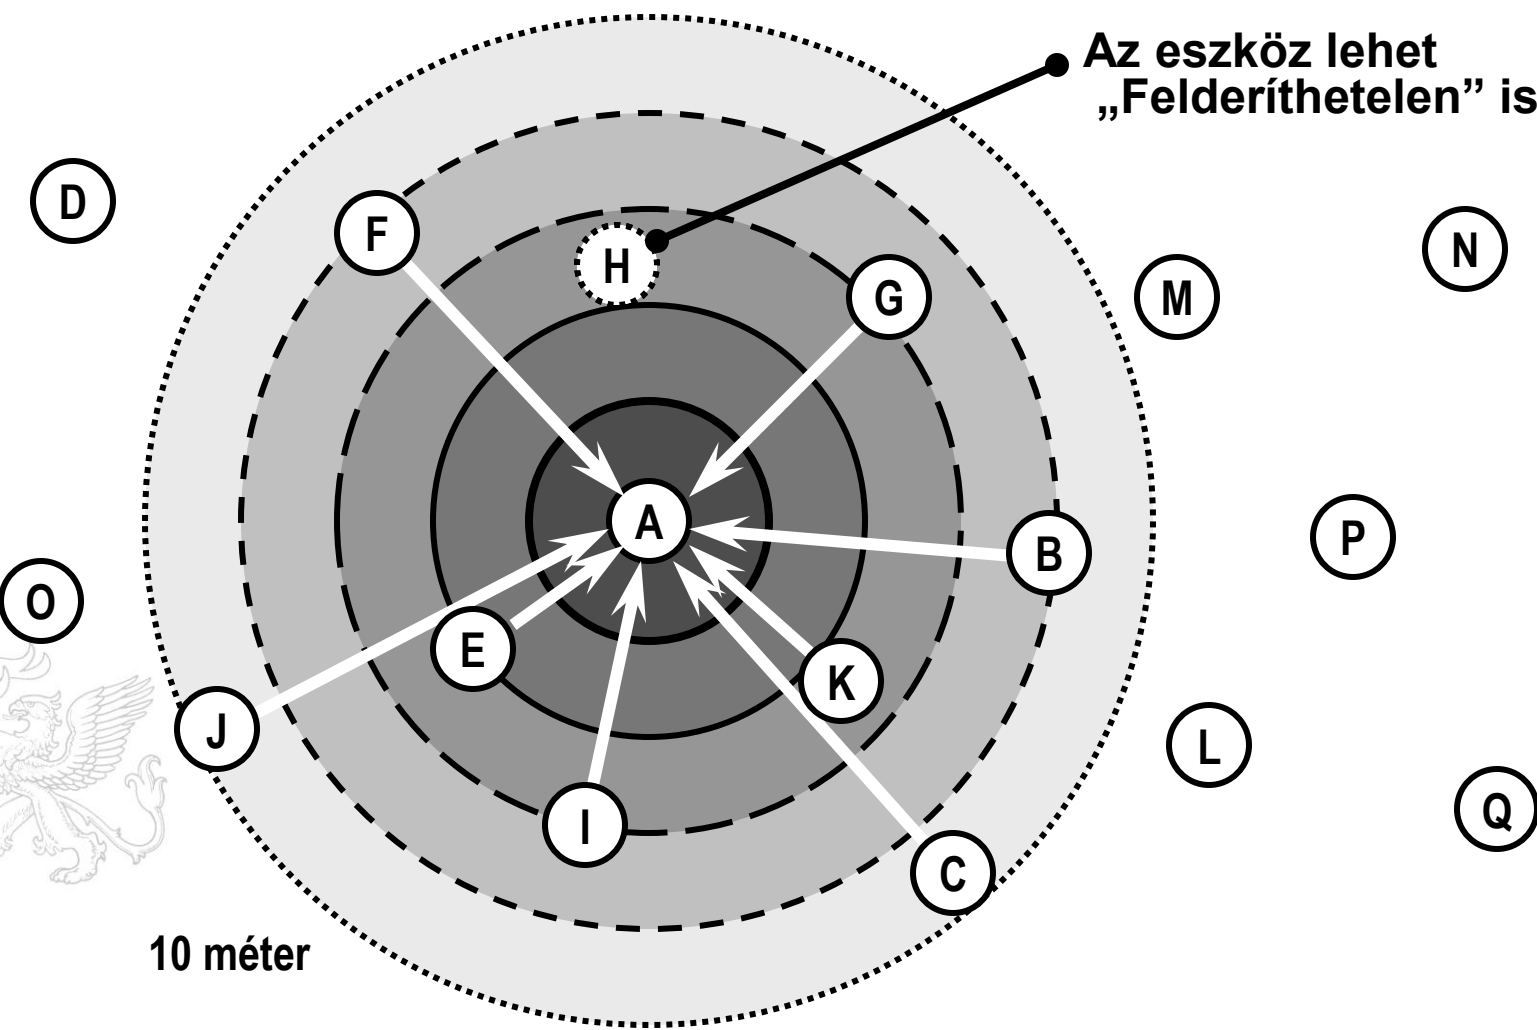 Az eszköz lehet
„Felderíthetelen” is
D
F
H
G
N
M
A
B
P
O
E
K
J
L
I
C
Q
10 méter